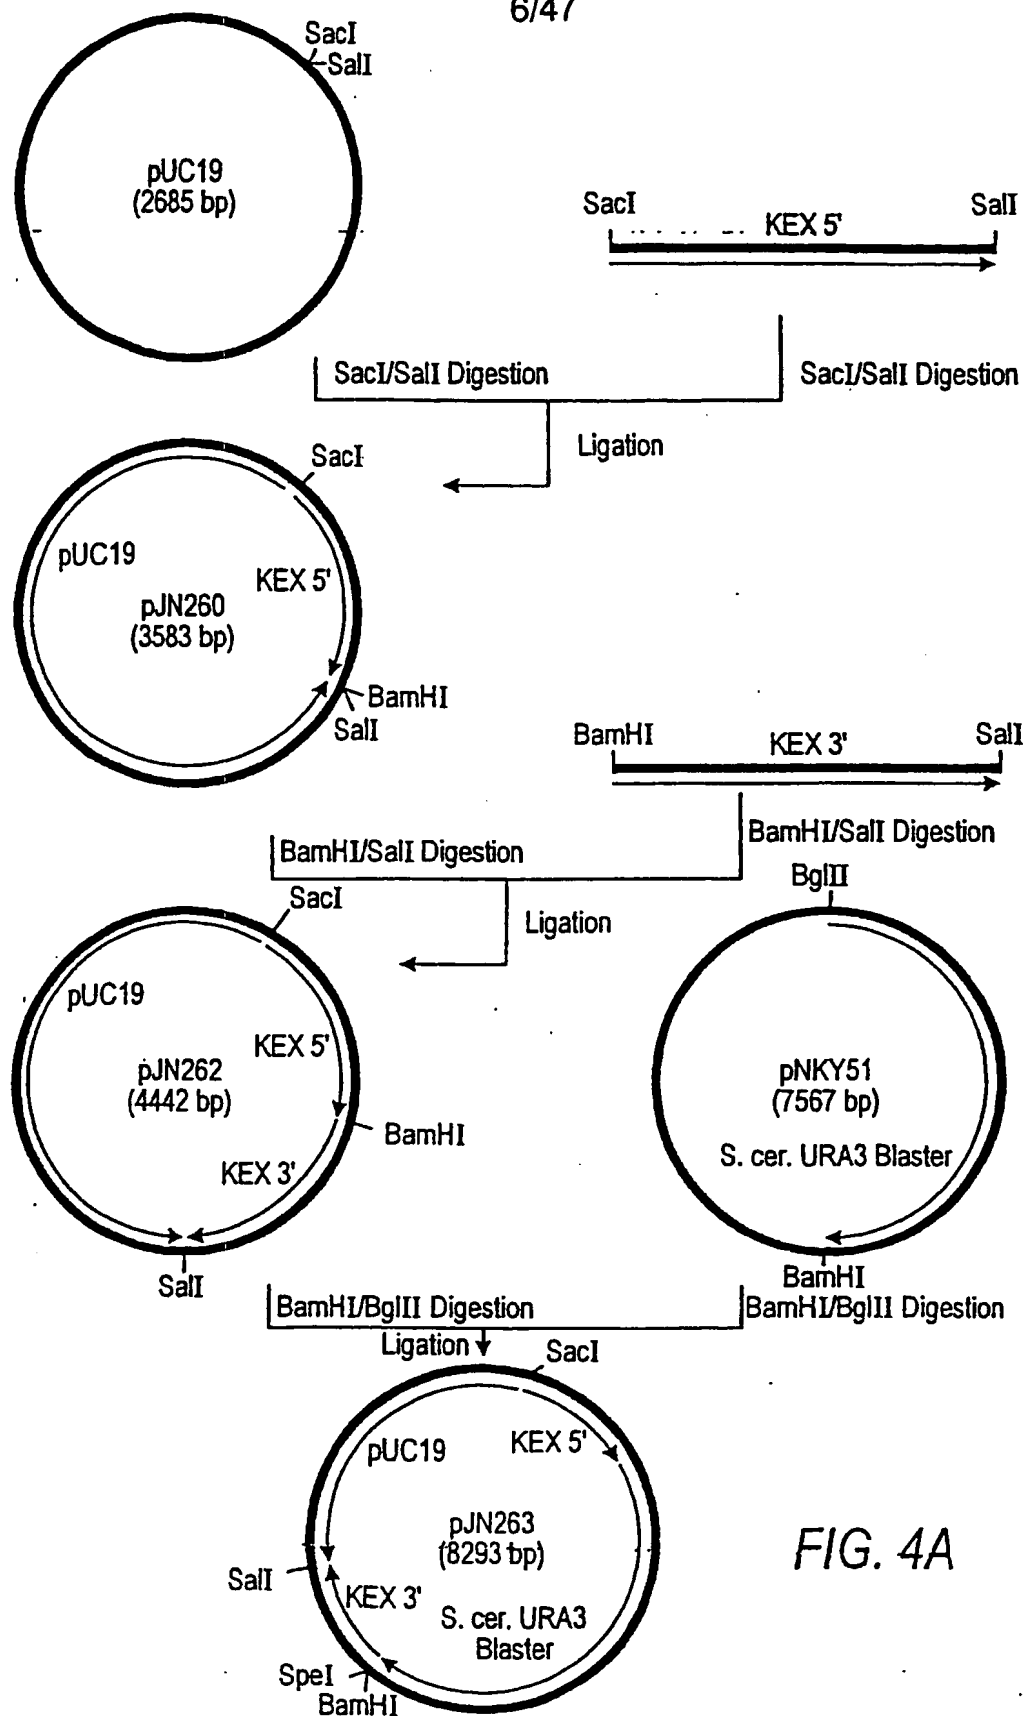 6/47
SacI
SalI
pUC19
(2685 bp)
SacI
SalI
KEX 5'
SacI/SalI Digestion
SacI/SalI Digestion
Ligation
SacI
pUC19
KEX 5'
pJN260
(3583 bp)
BamHI
SalI
BamHI
KEX 3'
SalI
BamHI/SalI Digestion
BamHI/SalI Digestion
BglII
SacI
Ligation
pUC19
KEX 5'
pJN262
(4442 bp)
pNKY51
(7567 bp)
BamHI
S. cer. URA3 Blaster
KEX 3'
SalI
BamHI
BamHI/BglII Digestion
BamHI/BglII Digestion
Ligation
SacI
pUC19
KEX 5'
pJN263
(8293 bp)
FIG. 4A
SalI
KEX 3'
S. cer. URA3
Blaster
SpeI
BamHI